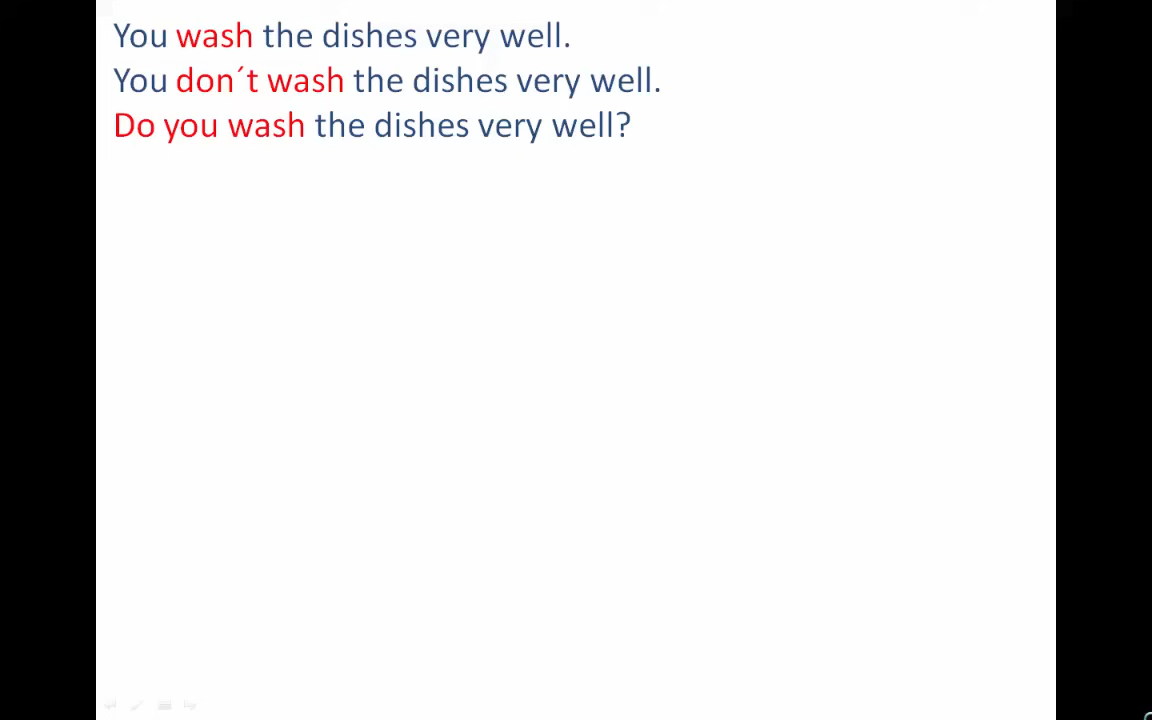 You wash the dishes very well.
You don´t wash the dishes very well.
Do you wash the dishes very well?